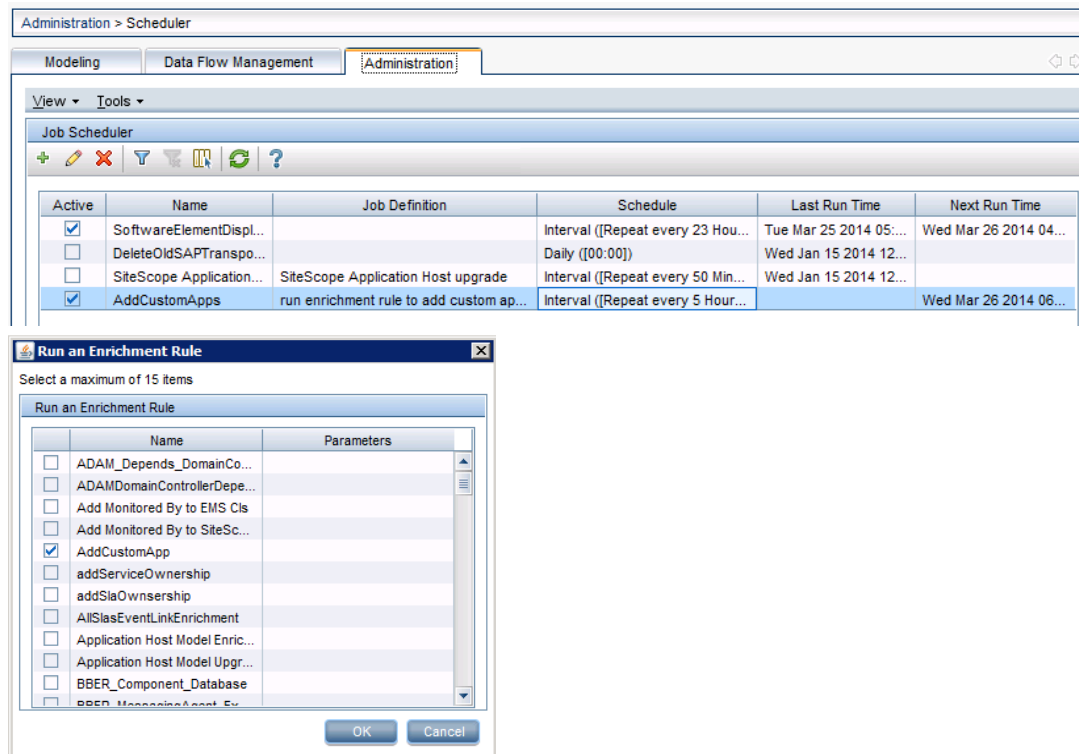 Administration > Scheduler
Modeling Data Flow Management Administration
View Tools
Job Scheduler
Active Name Job Definition Schedule Last Run Time Next Run Time
SoftwareElementDispl... Interval ([Repeat every 23 Hou... Tue Mar 25 2014 05:... Wed Mar 26 2014 04...
DeleteOldSAPTranspo... Daily ([00:00]) Wed Jan 15 2014 12...
SiteScope Application... SiteScope Application Host upgrade Interval ([Repeat every 50 Min... Wed Jan 15 2014 12...
AddCustomApps run enrichment rule to add custom ap... Interval ([Repeat every 5 Hour... Wed Mar 26 2014 06...
Run an Enrichment Rule
Select a maximum of 15 items
Run an Enrichment Rule
Name Parameters
ADAM_Depends_DomainCo...
ADAMDomainControllerDepe...
Add Monitored By to EMS CIs
Add Monitored By to SiteSc...
AddCustomApp
addServiceOwnership
addSlaOwnsership
AllSlasEventLinkEnrichment
Application Host Model Enric...
Application Host Model Upgr...
BBER_Component_Database
OK Cancel